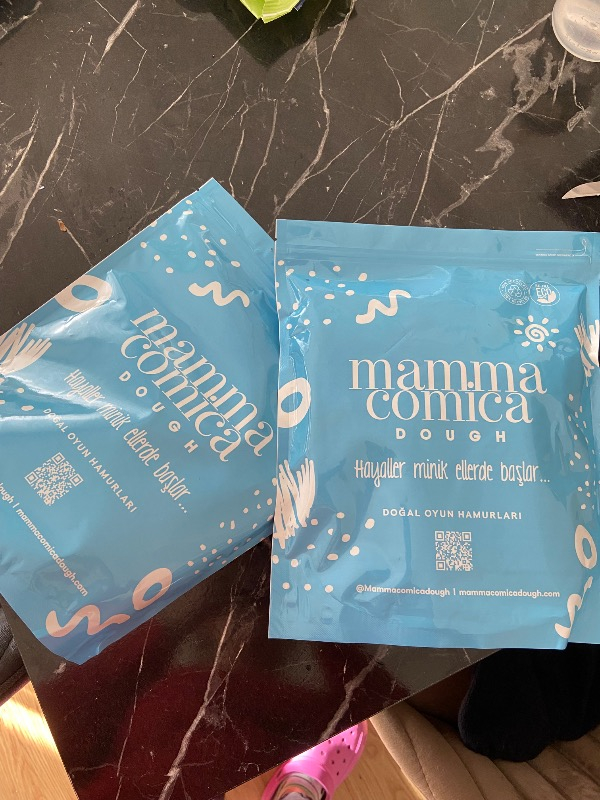 mamma
comica
DOUGH
Hayaller minik ellerde başlar...
DOĞAL OYUN HAMURLARI
dough | mammacomicadough.com
mamma
comica
DOUGH
Hayaller minik ellerde başlar...
DOĞAL OYUN HAMURLARI
@Mammacomicadough | mammacomicadough.com